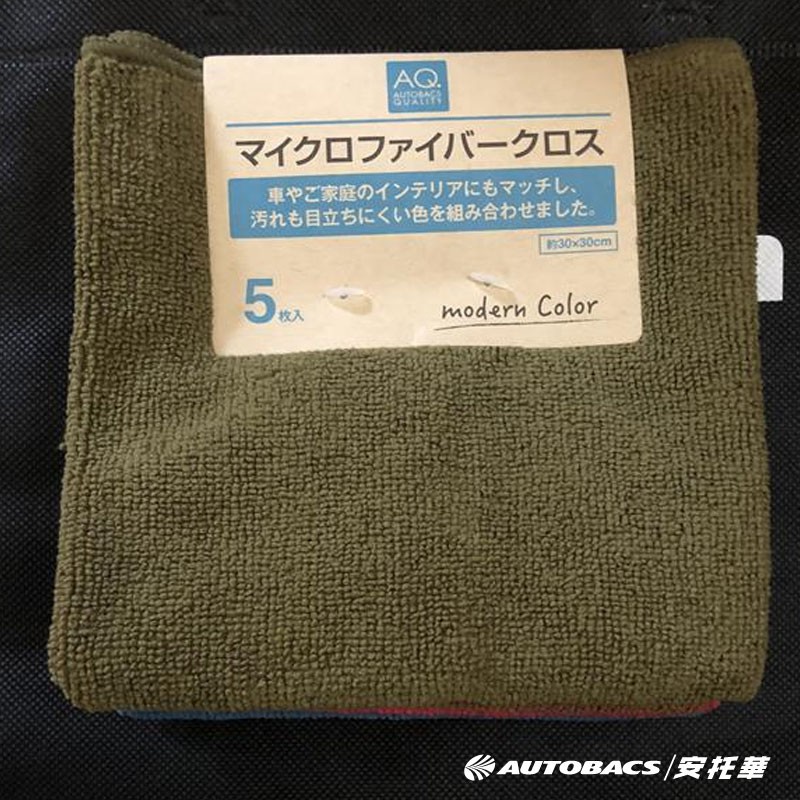 AQ.
AUTOBACS
QUALITY
マイクロファイバークロス
車やご家庭のインテリアにもマッチし、
汚れも目立ちにくい色を組み合わせました。
約30×30cm
5枚入
modern Color
AUTOBACS/安托華